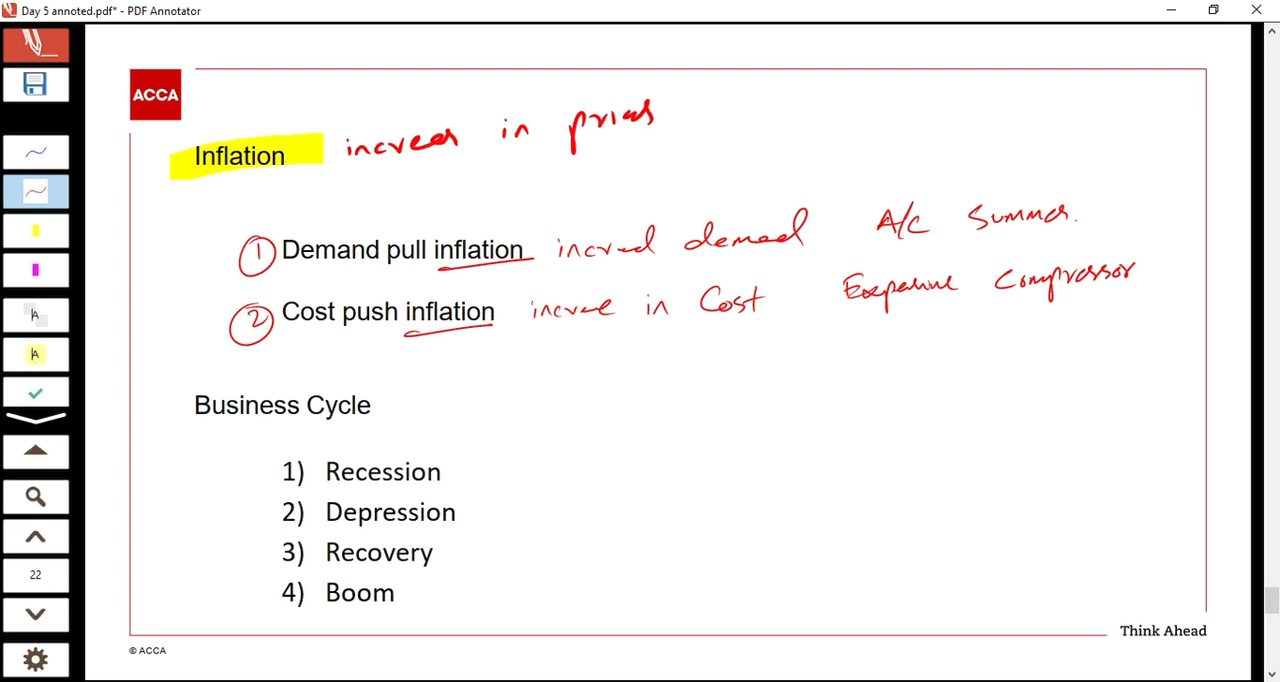 Day 5 annoted.pdf* - PDF Annotator
ACCA
Inflation increas in prices
1 Demand pull inflation increased demand A/C Summer.
2 Cost push inflation increase in Cost Expensive Compressor
Business Cycle
1) Recession
2) Depression
3) Recovery
4) Boom
22
Think Ahead
© ACCA